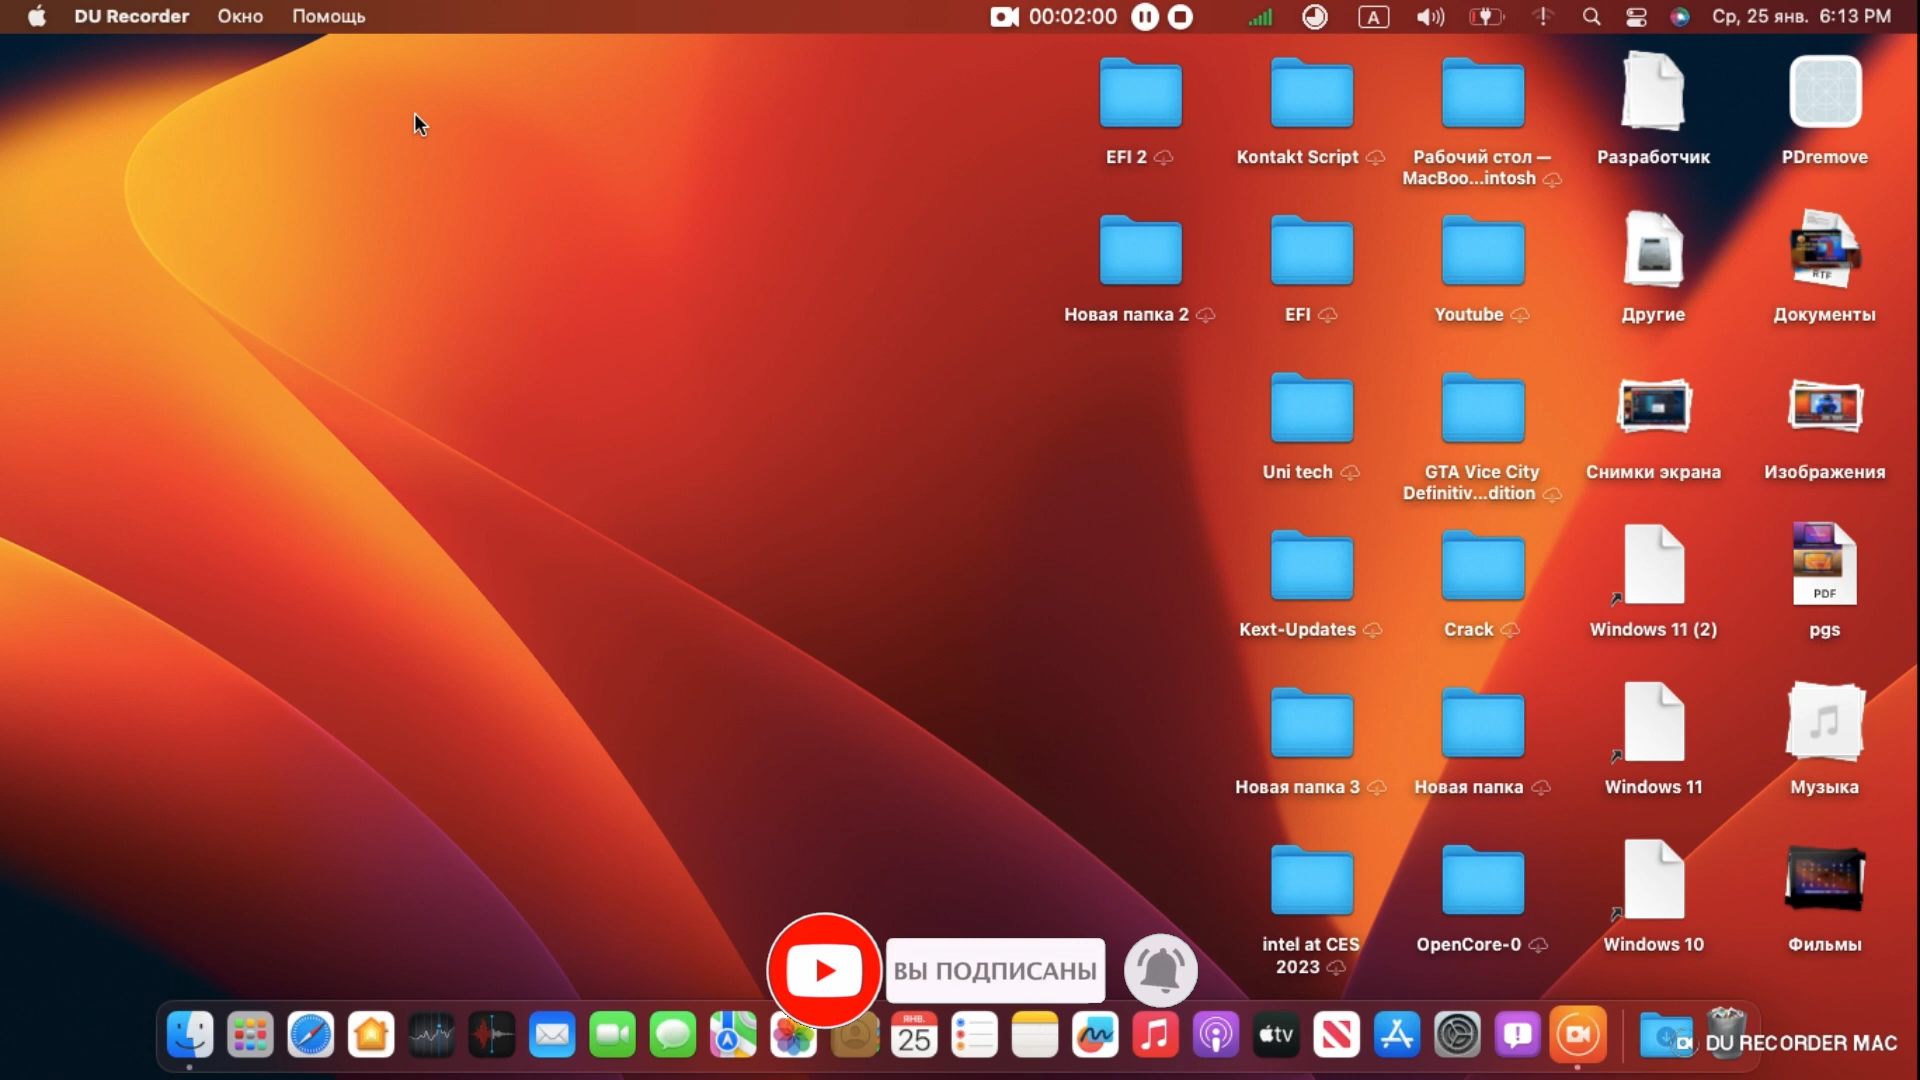 DU Recorder Окно Помощь 00:02:00 A Ср, 25 янв. 6:13 PM
EFI 2 Kontakt Script Рабочий стол — MacBoo...intosh Разработчик PDremove
RTF
Новая папка 2 EFI Youtube Другие Документы
Uni tech GTA Vice City Definitiv...dition Снимки экрана Изображения
PDF
Kext-Updates Crack Windows 11 (2) pgs
Новая папка 3 Новая папка Windows 11 Музыка
intel at CES 2023 OpenCore-0 Windows 10 Фильмы
ВЫ ПОДПИСАНЫ
ЯНВ.
25
tv
DU RECORDER MAC